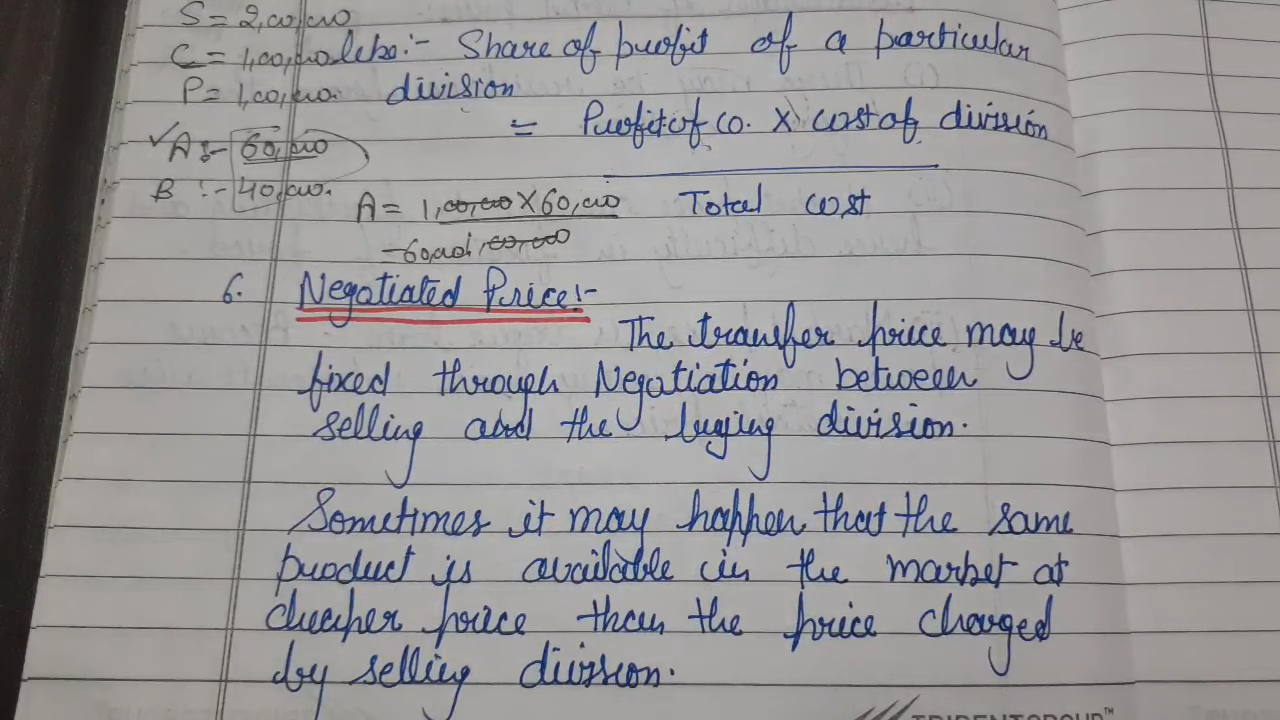 S = 2,00,000
C = 1,00,000
P = 1,00,000.
✓A :- 60,000
B :- 40,000.
:- Share of profit of a particular
division
= Profit of co. X cost of division
Total cost
A = 1,00,000 X 60,000
1,00,000
= 60,000
6. Negotiated Price :-
The transfer price may be
fixed through Negotiation between
selling and the buying division.
Sometimes it may happen that the same
product is available in the market at
cheaper price than the price charged
by selling division.